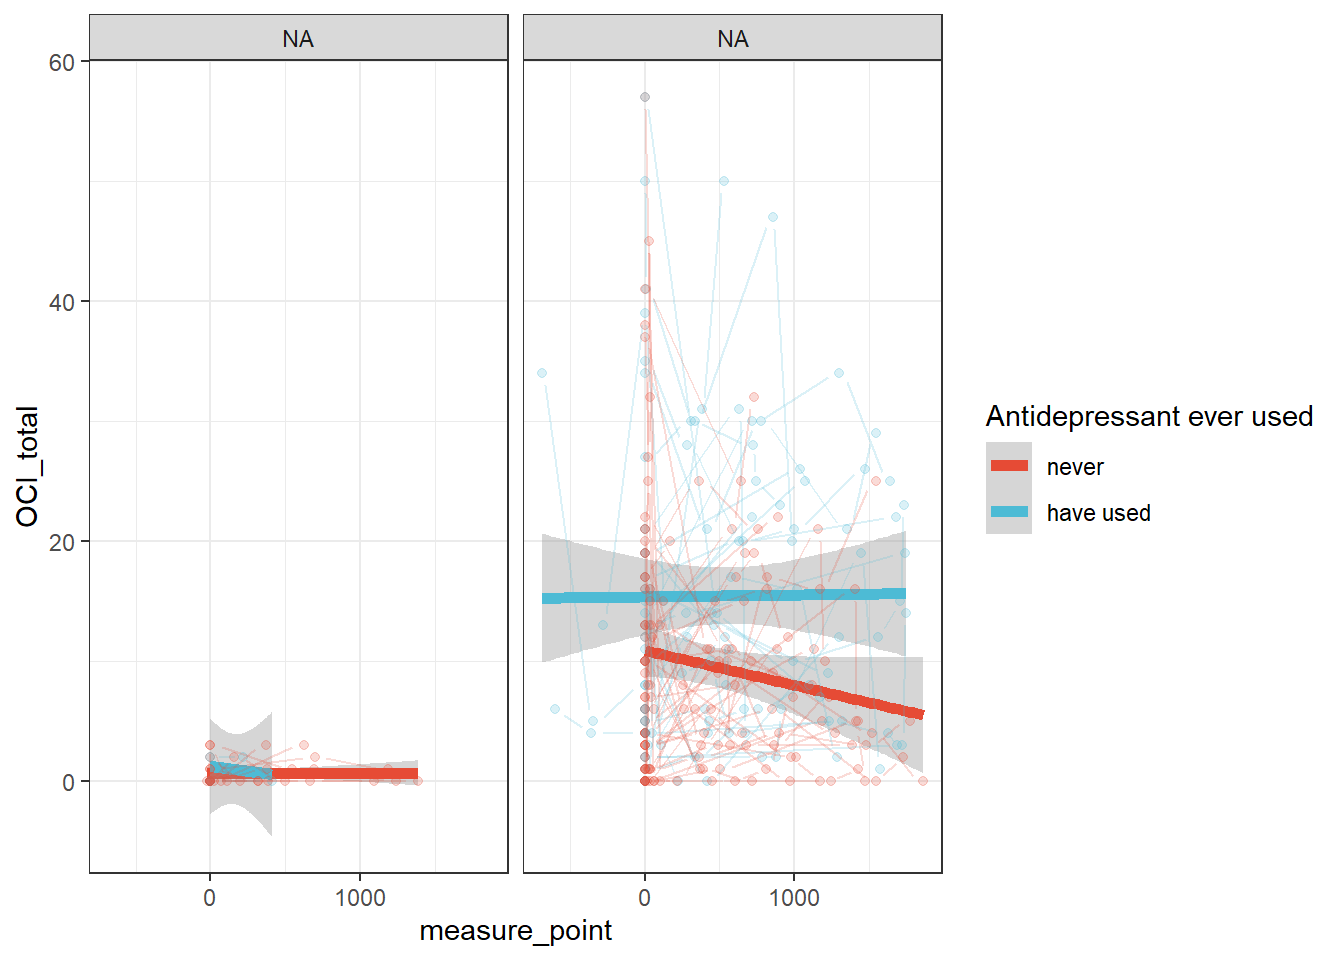 NA NA
60
40
20
0
0 1000 0 1000
measure_point
OCI_total
Antidepressant ever used
never
have used